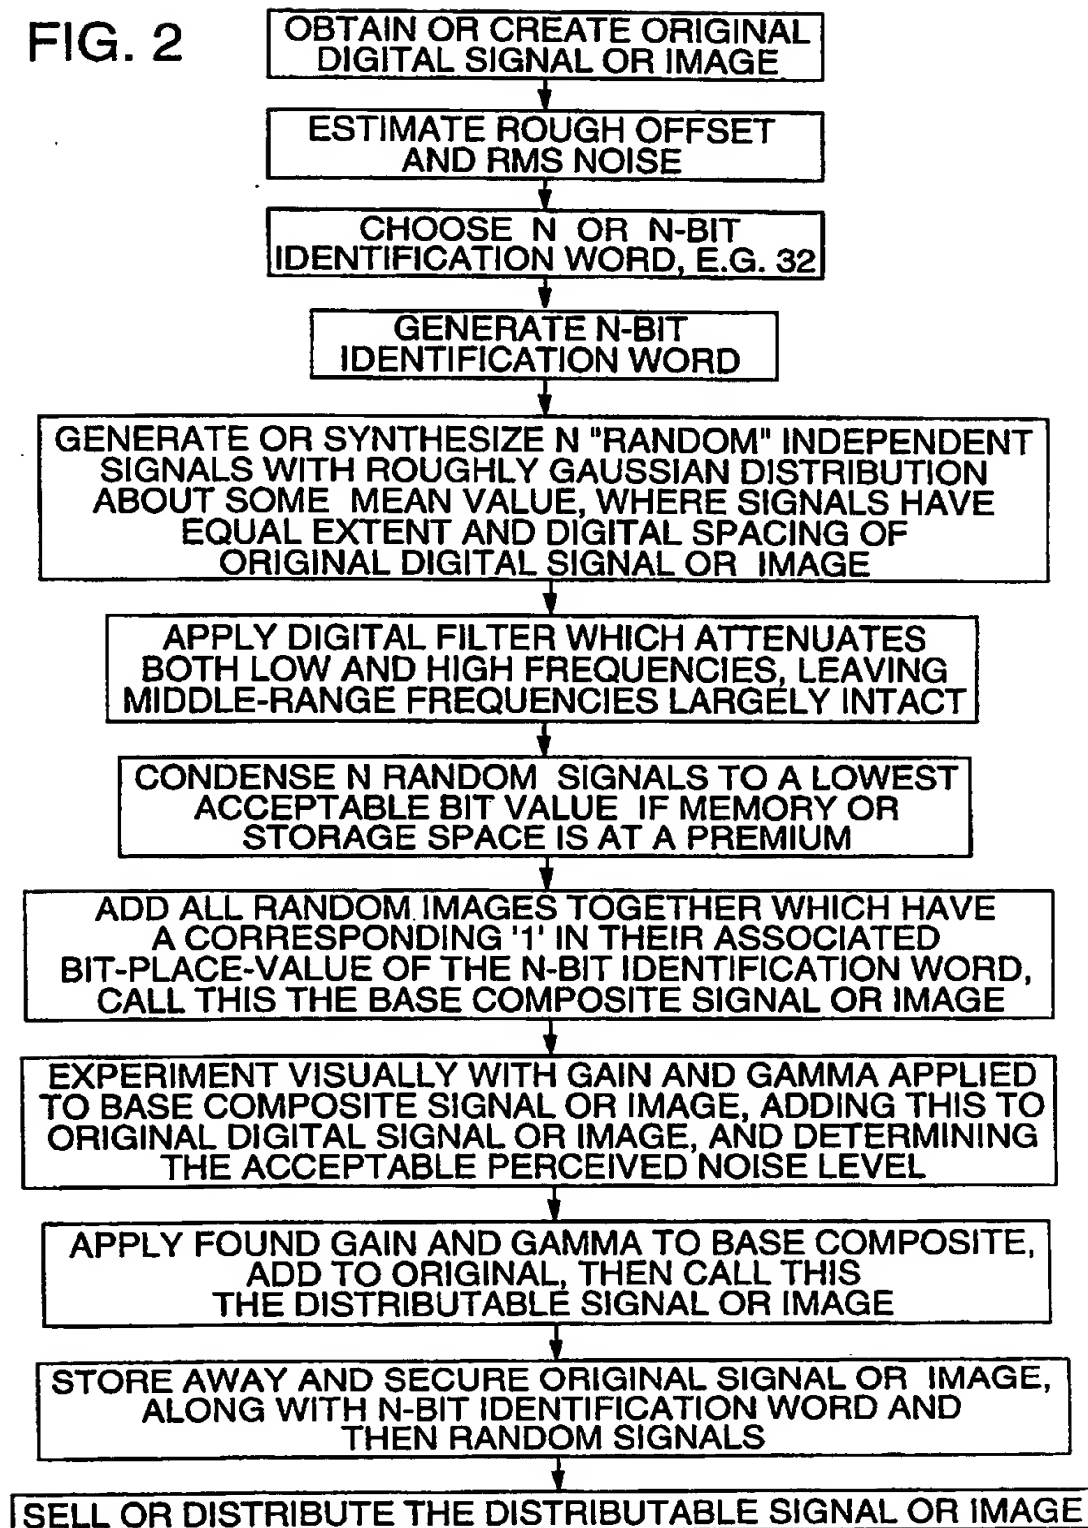 FIG. 2
OBTAIN OR CREATE ORIGINAL
DIGITAL SIGNAL OR IMAGE
ESTIMATE ROUGH OFFSET
AND RMS NOISE
CHOOSE N OR N-BIT
IDENTIFICATION WORD, E.G. 32
GENERATE N-BIT
IDENTIFICATION WORD
GENERATE OR SYNTHESIZE N "RANDOM" INDEPENDENT
SIGNALS WITH ROUGHLY GAUSSIAN DISTRIBUTION
ABOUT SOME MEAN VALUE, WHERE SIGNALS HAVE
EQUAL EXTENT AND DIGITAL SPACING OF
ORIGINAL DIGITAL SIGNAL OR IMAGE
APPLY DIGITAL FILTER WHICH ATTENUATES
BOTH LOW AND HIGH FREQUENCIES, LEAVING
MIDDLE-RANGE FREQUENCIES LARGELY INTACT
CONDENSE N RANDOM SIGNALS TO A LOWEST
ACCEPTABLE BIT VALUE IF MEMORY OR
STORAGE SPACE IS AT A PREMIUM
ADD ALL RANDOM IMAGES TOGETHER WHICH HAVE
A CORRESPONDING '1' IN THEIR ASSOCIATED
BIT-PLACE-VALUE OF THE N-BIT IDENTIFICATION WORD,
CALL THIS THE BASE COMPOSITE SIGNAL OR IMAGE
EXPERIMENT VISUALLY WITH GAIN AND GAMMA APPLIED
TO BASE COMPOSITE SIGNAL OR IMAGE, ADDING THIS TO
ORIGINAL DIGITAL SIGNAL OR IMAGE, AND DETERMINING
THE ACCEPTABLE PERCEIVED NOISE LEVEL
APPLY FOUND GAIN AND GAMMA TO BASE COMPOSITE,
ADD TO ORIGINAL, THEN CALL THIS
THE DISTRIBUTABLE SIGNAL OR IMAGE
STORE AWAY AND SECURE ORIGINAL SIGNAL OR IMAGE,
ALONG WITH N-BIT IDENTIFICATION WORD AND
THEN RANDOM SIGNALS
SELL OR DISTRIBUTE THE DISTRIBUTABLE SIGNAL OR IMAGE